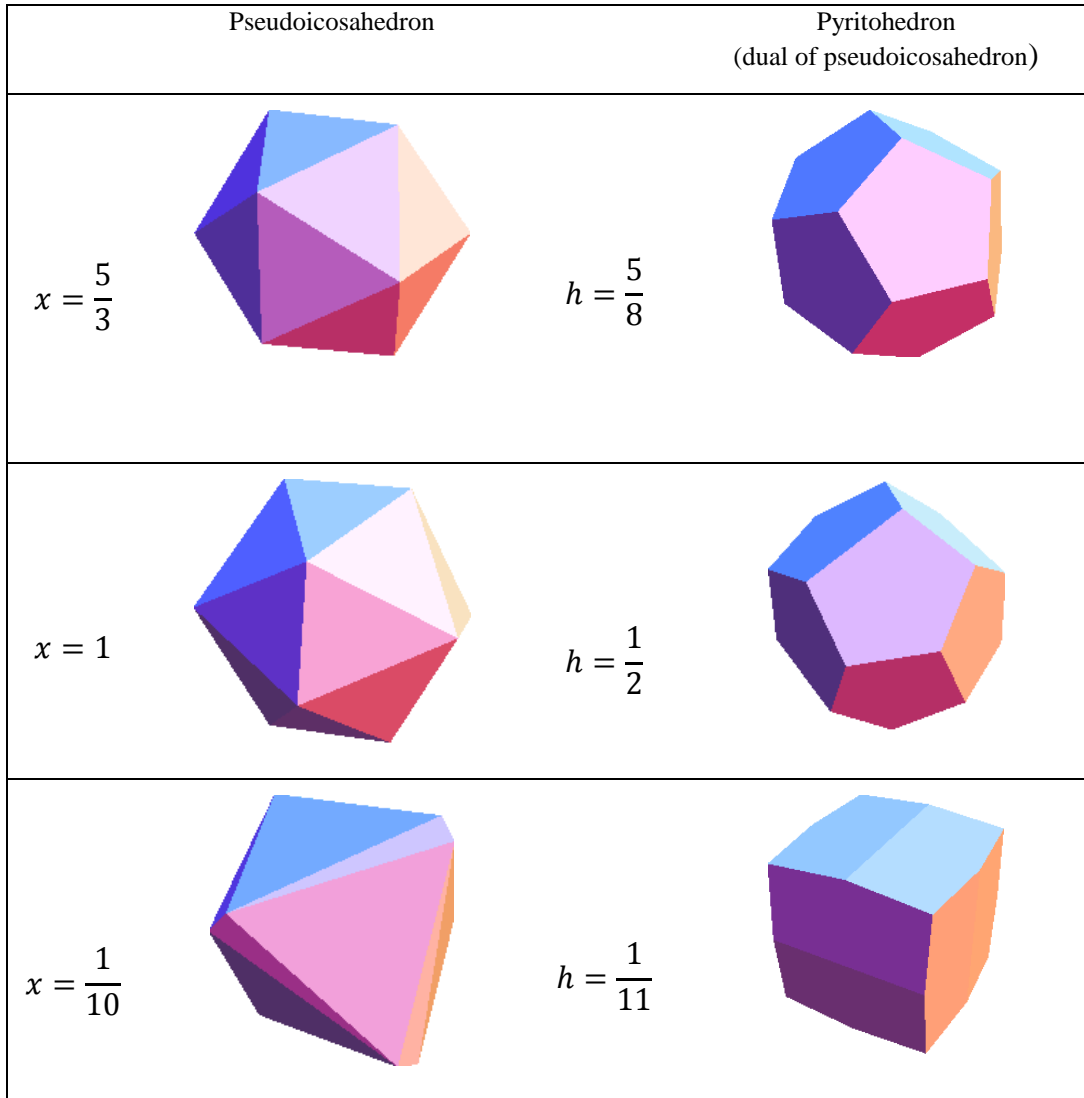 Pseudoicosahedron
Pyritohedron
(dual of pseudoicosahedron)
x = 5/3
h = 5/8
x = 1
h = 1/2
x = 1/10
h = 1/11